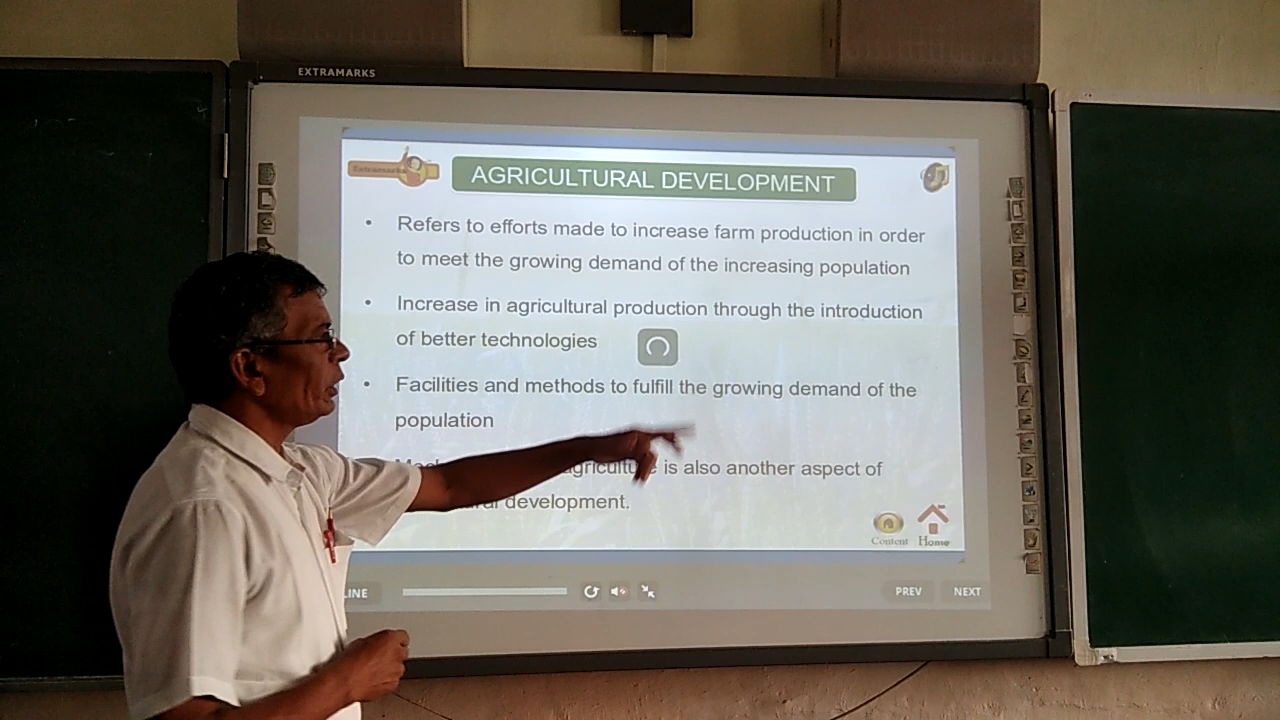 EXTRAMARKS
Extramarks
AGRICULTURAL DEVELOPMENT
• Refers to efforts made to increase farm production in order
to meet the growing demand of the increasing population
• Increase in agricultural production through the introduction
of better technologies
• Facilities and methods to fulfill the growing demand of the
population
is also another aspect of
development.
Content Home
PREV NEXT